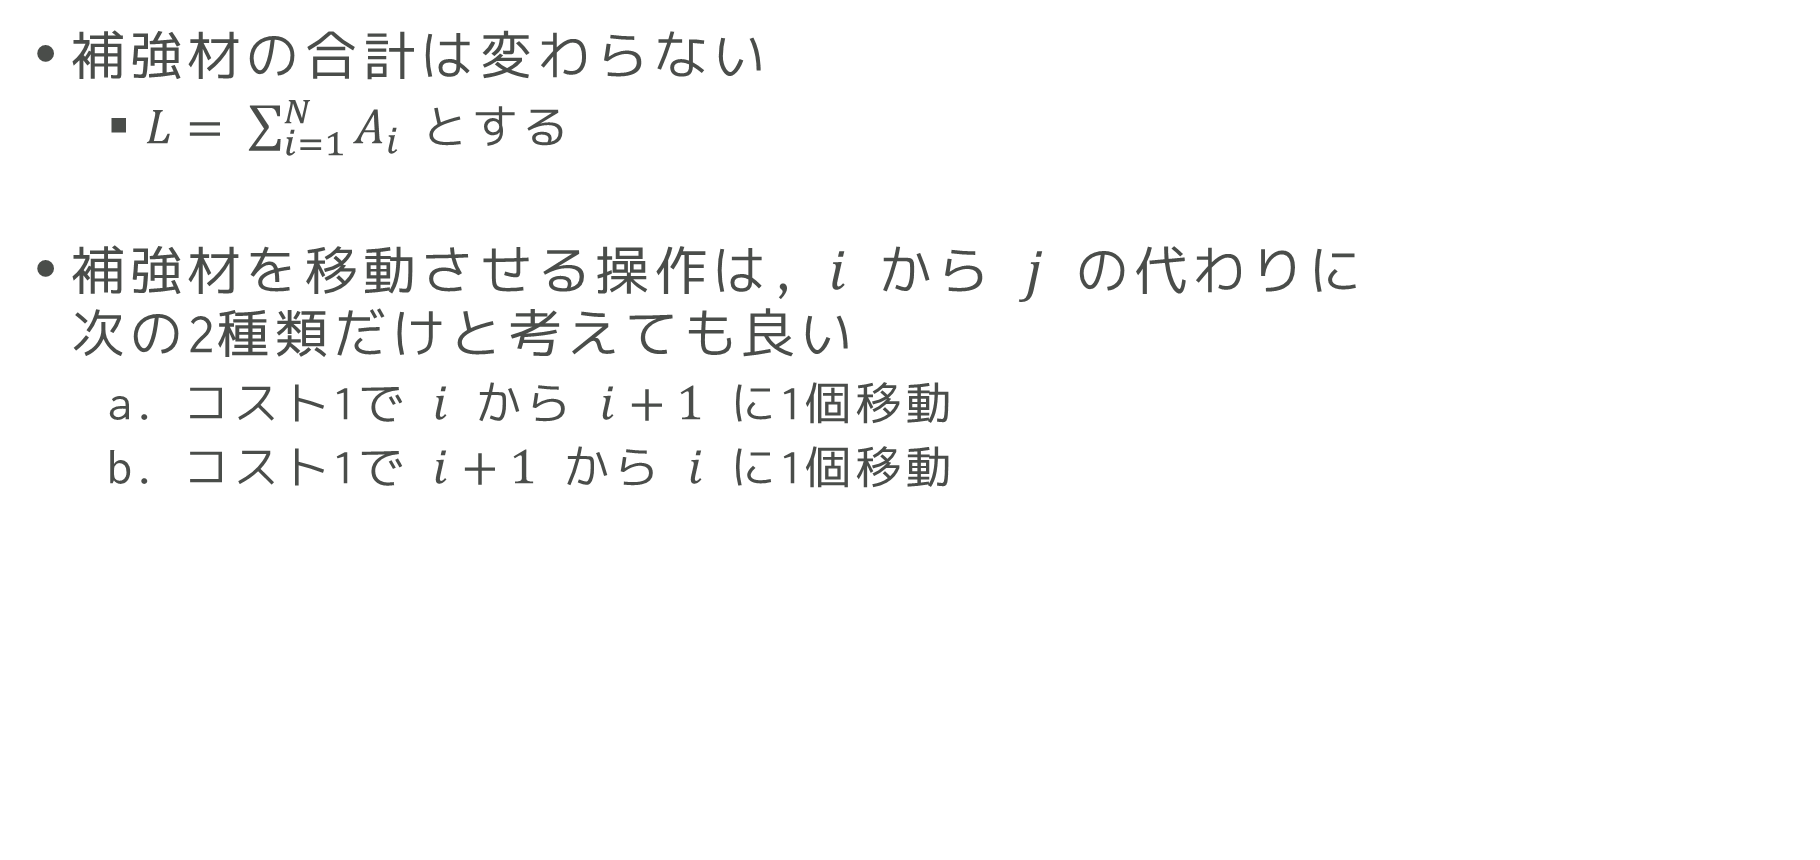 • 補強材の合計は変わらない
▪ L = ∑_{i=1}^{N} A_i とする
• 補強材を移動させる操作は, i から j の代わりに
次の2種類だけと考えても良い
a. コスト1で i から i + 1 に1個移動
b. コスト1で i + 1 から i に1個移動